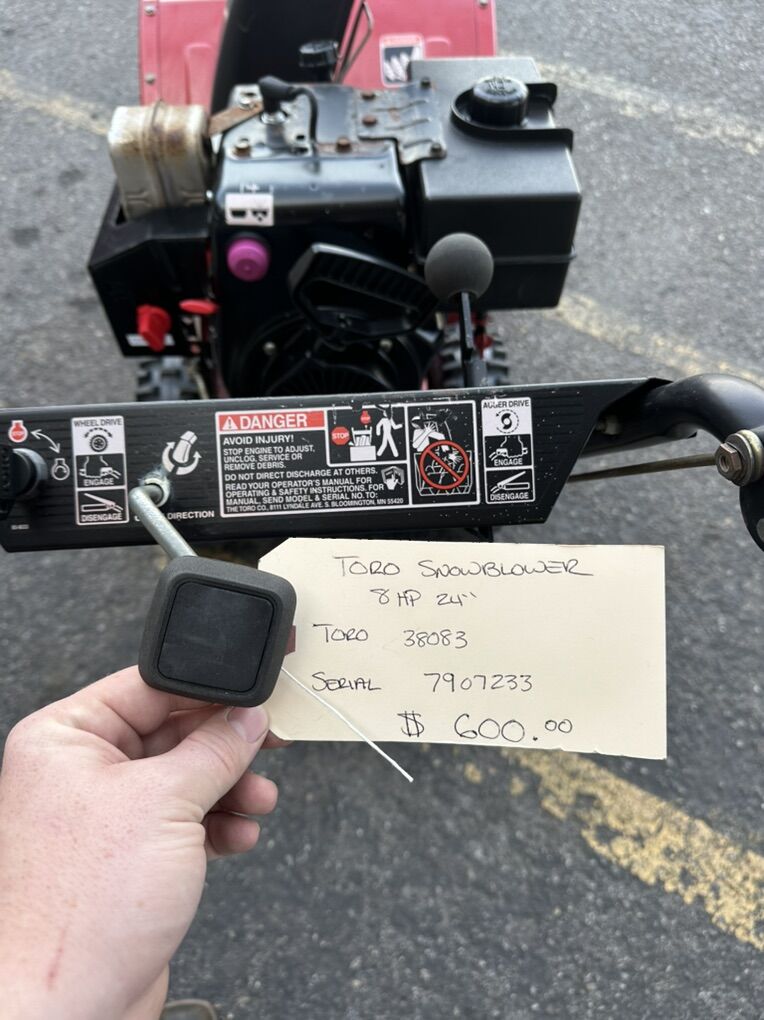 WHEEL DRIVE
ENGAGE
DISENGAGE
DIRECTION
DANGER
AVOID INJURY!
STOP ENGINE TO ADJUST,
UNCLOG, SERVICE OR
REMOVE DEBRIS.
DO NOT DIRECT DISCHARGE AT OTHERS.
READ YOUR OPERATOR'S MANUAL FOR
OPERATING & SAFETY INSTRUCTIONS. FOR
MANUAL, SEND MODEL & SERIAL NO. TO:
THE TORO CO., 8111 LYNDALE AVE. S. BLOOMINGTON, MN 55420
STOP
AUGER DRIVE
ENGAGE
DISENGAGE
TORO SNOWBLOWER
8 HP 24"
TORO 38083
SERIAL 7907233
$ 600.00